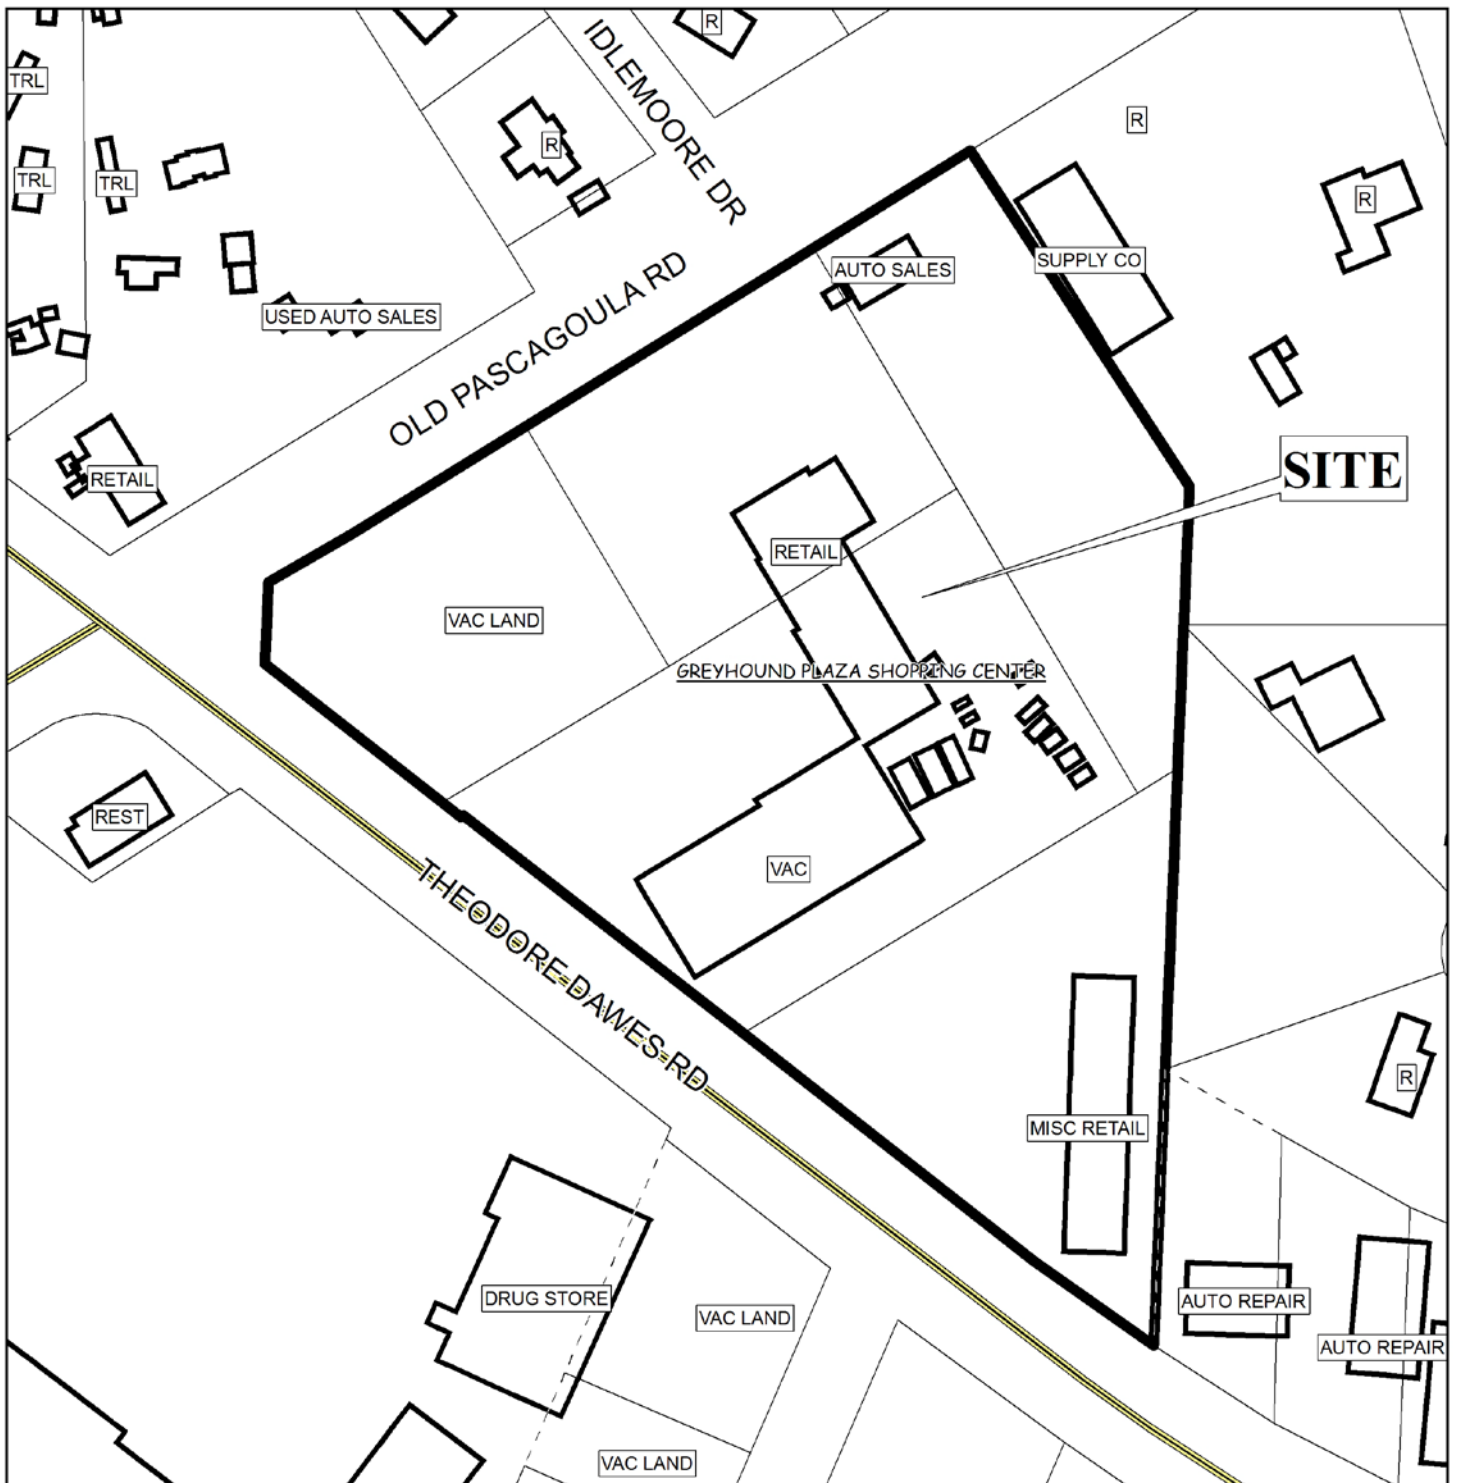 R
IDLEMOORE DR
TRL
R
R
TRL
TRL
R
OLD PASCAGOULA RD
SUPPLY CO
AUTO SALES
USED AUTO SALES
SITE
RETAIL
RETAIL
VAC LAND
GREYHOUND PLAZA SHOPPING CENTER
REST
VAC
THEODORE DAWES RD
R
MISC RETAIL
DRUG STORE
AUTO REPAIR
VAC LAND
AUTO REPAIR
VAC LAND